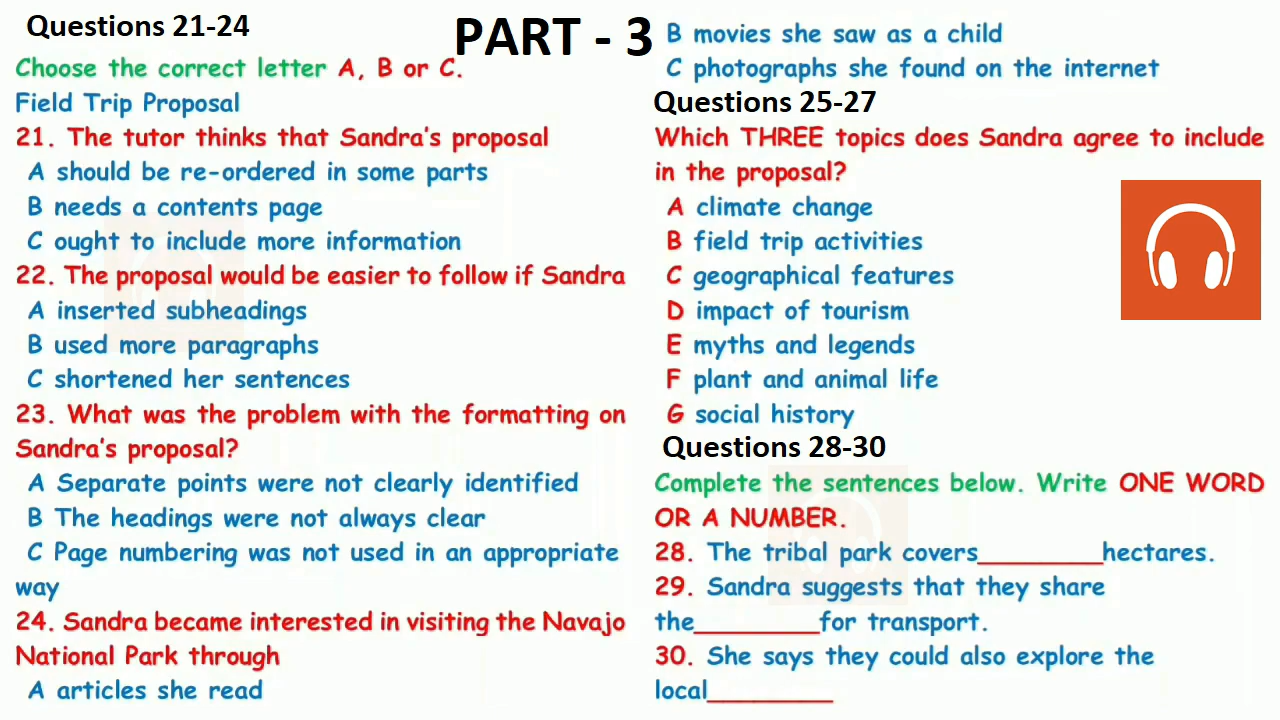 PART - 3
Questions 21-24
Choose the correct letter A, B or C.
Field Trip Proposal
21. The tutor thinks that Sandra's proposal
A should be re-ordered in some parts
B needs a contents page
C ought to include more information
22. The proposal would be easier to follow if Sandra
A inserted subheadings
B used more paragraphs
C shortened her sentences
23. What was the problem with the formatting on
Sandra's proposal?
A Separate points were not clearly identified
B The headings were not always clear
C Page numbering was not used in an appropriate
way
24. Sandra became interested in visiting the Navajo
National Park through
A articles she read
B movies she saw as a child
C photographs she found on the internet
Questions 25-27
Which THREE topics does Sandra agree to include
in the proposal?
A climate change
B field trip activities
C geographical features
D impact of tourism
E myths and legends
F plant and animal life
G social history
Questions 28-30
Complete the sentences below. Write ONE WORD
OR A NUMBER.
28. The tribal park covers________hectares.
29. Sandra suggests that they share
the________for transport.
30. She says they could also explore the
local________